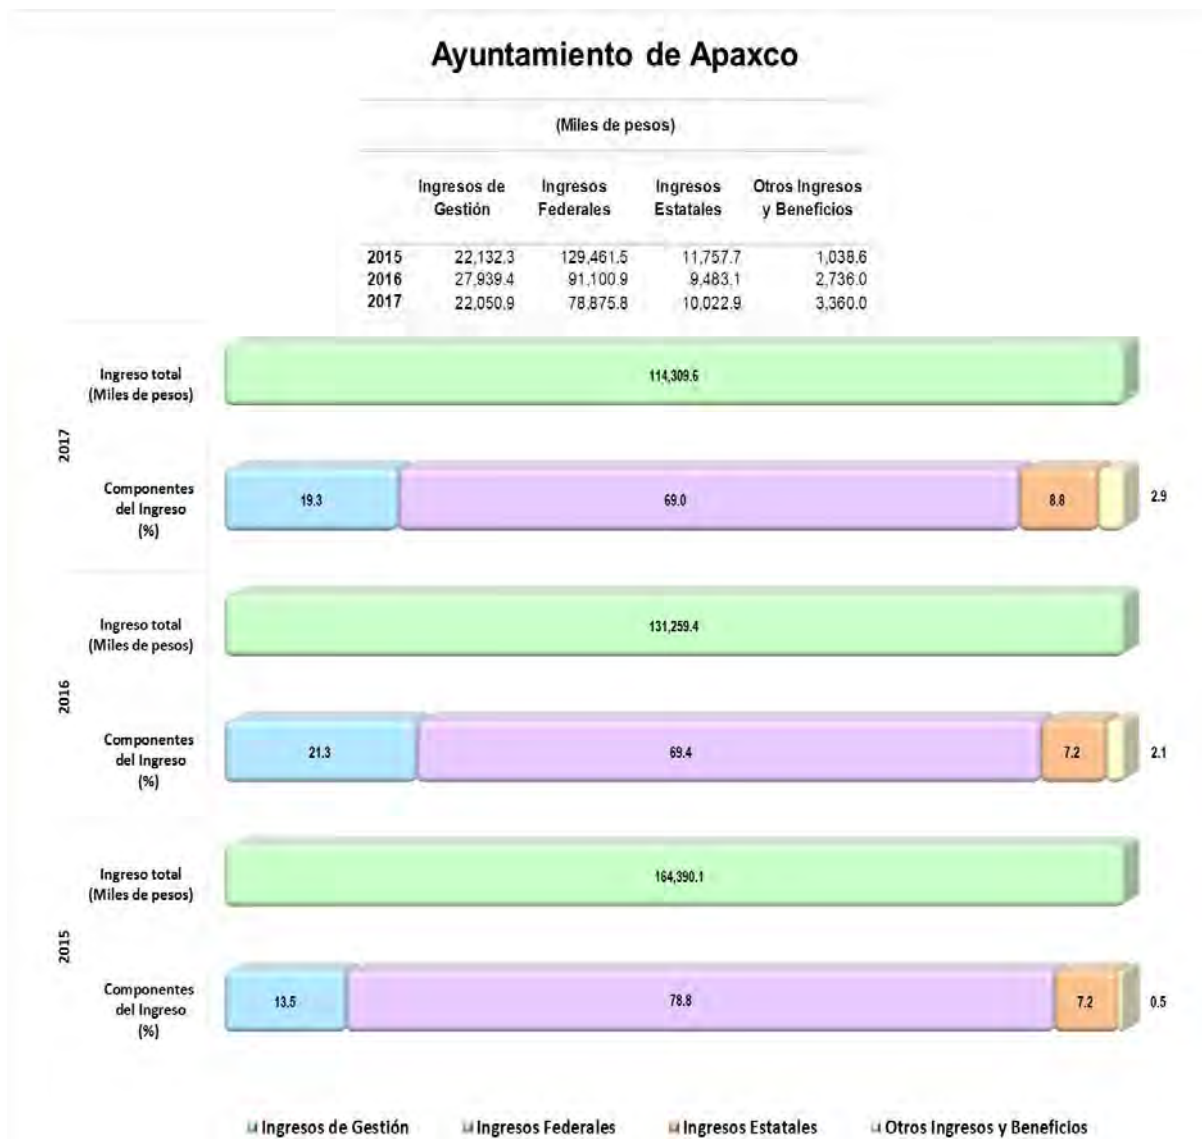 Ayuntamiento de Apaxco
(Miles de pesos)
Ingresos de Gestión Ingresos Federales Ingresos Estatales Otros Ingresos y Beneficios
2015 22,132.3 129,461.5 11,757.7 1,038.6
2016 27,939.4 91,100.9 9,483.1 2,736.0
2017 22,050.9 78,875.8 10,022.9 3,360.0
2017
Ingreso total
(Miles de pesos)
114,309.6
Componentes
del Ingreso
(%)
19.3 69.0 8.8 2.9
2016
Ingreso total
(Miles de pesos)
131,259.4
Componentes
del Ingreso
(%)
21.3 69.4 7.2 2.1
2015
Ingreso total
(Miles de pesos)
164,390.1
Componentes
del Ingreso
(%)
13.5 78.8 7.2 0.5
Ingresos de Gestión Ingresos Federales Ingresos Estatales Otros Ingresos y Beneficios